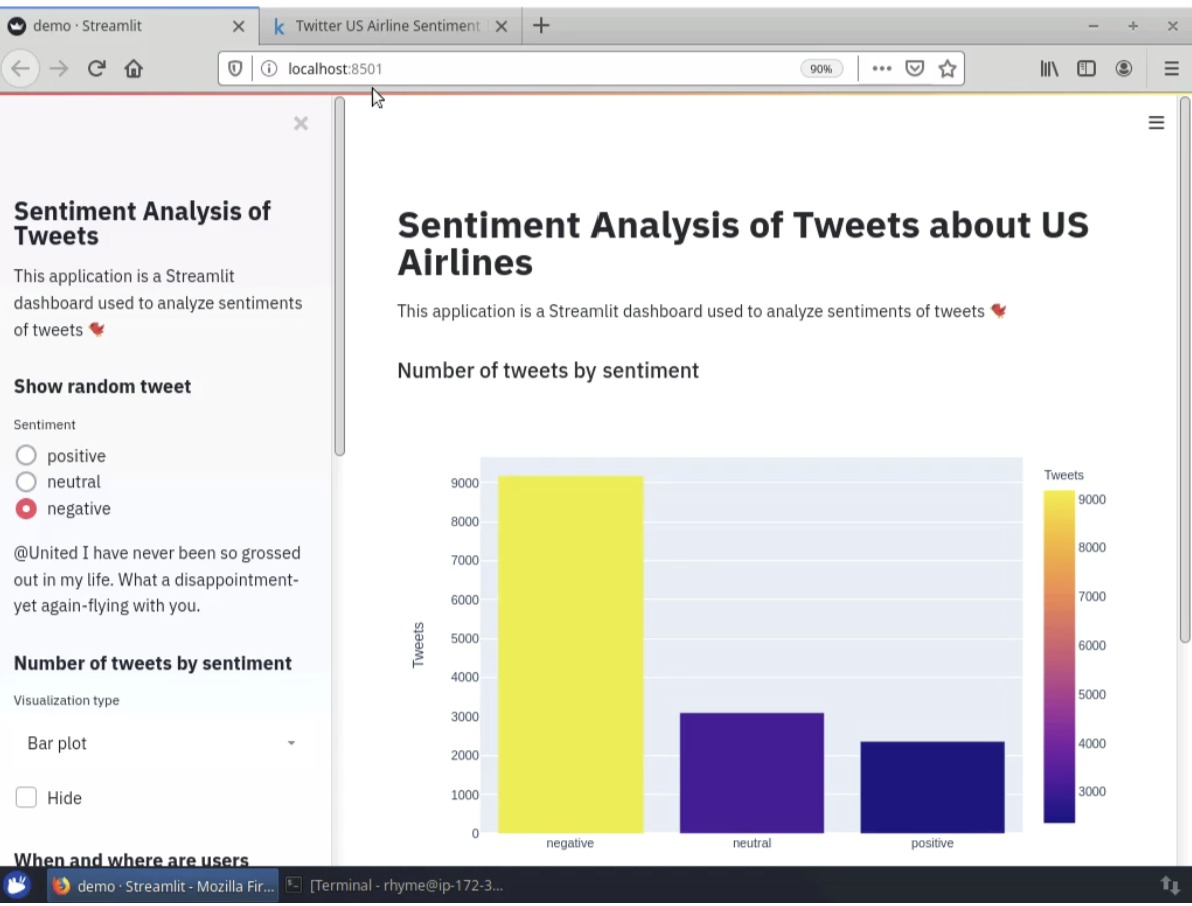 demo · Streamlit
Twitter US Airline Sentiment
localhost:8501
90%
Sentiment Analysis of
Tweets
This application is a Streamlit
dashboard used to analyze sentiments
of tweets 🐦
Show random tweet
Sentiment
positive
neutral
negative
@United I have never been so grossed
out in my life. What a disappointment-
yet again-flying with you.
Number of tweets by sentiment
Visualization type
Bar plot
Hide
When and where are users
Sentiment Analysis of Tweets about US
Airlines
This application is a Streamlit dashboard used to analyze sentiments of tweets 🐦
Number of tweets by sentiment
Tweets
9000
8000
7000
6000
5000
4000
3000
2000
1000
0
negative
neutral
positive
Tweets
9000
8000
7000
6000
5000
4000
3000
demo · Streamlit - Mozilla Fir...
[Terminal - rhyme@ip-172-3...